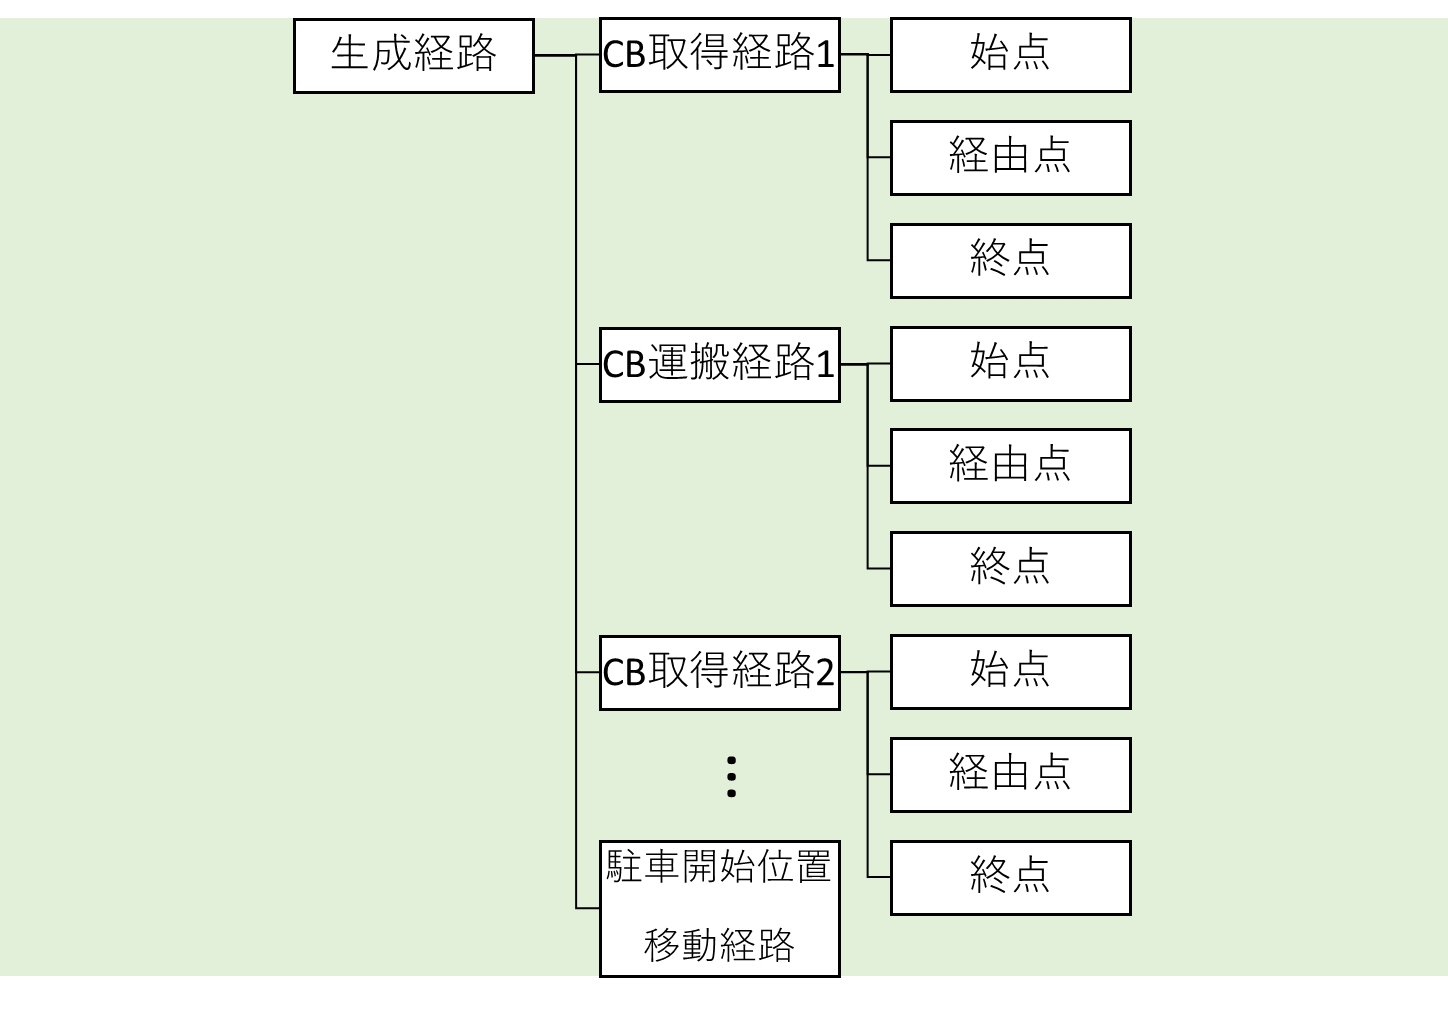 生成経路
CB取得経路1
始点
経由点
終点
CB運搬経路1
始点
経由点
終点
CB取得経路2
始点
経由点
終点
駐車開始位置
移動経路